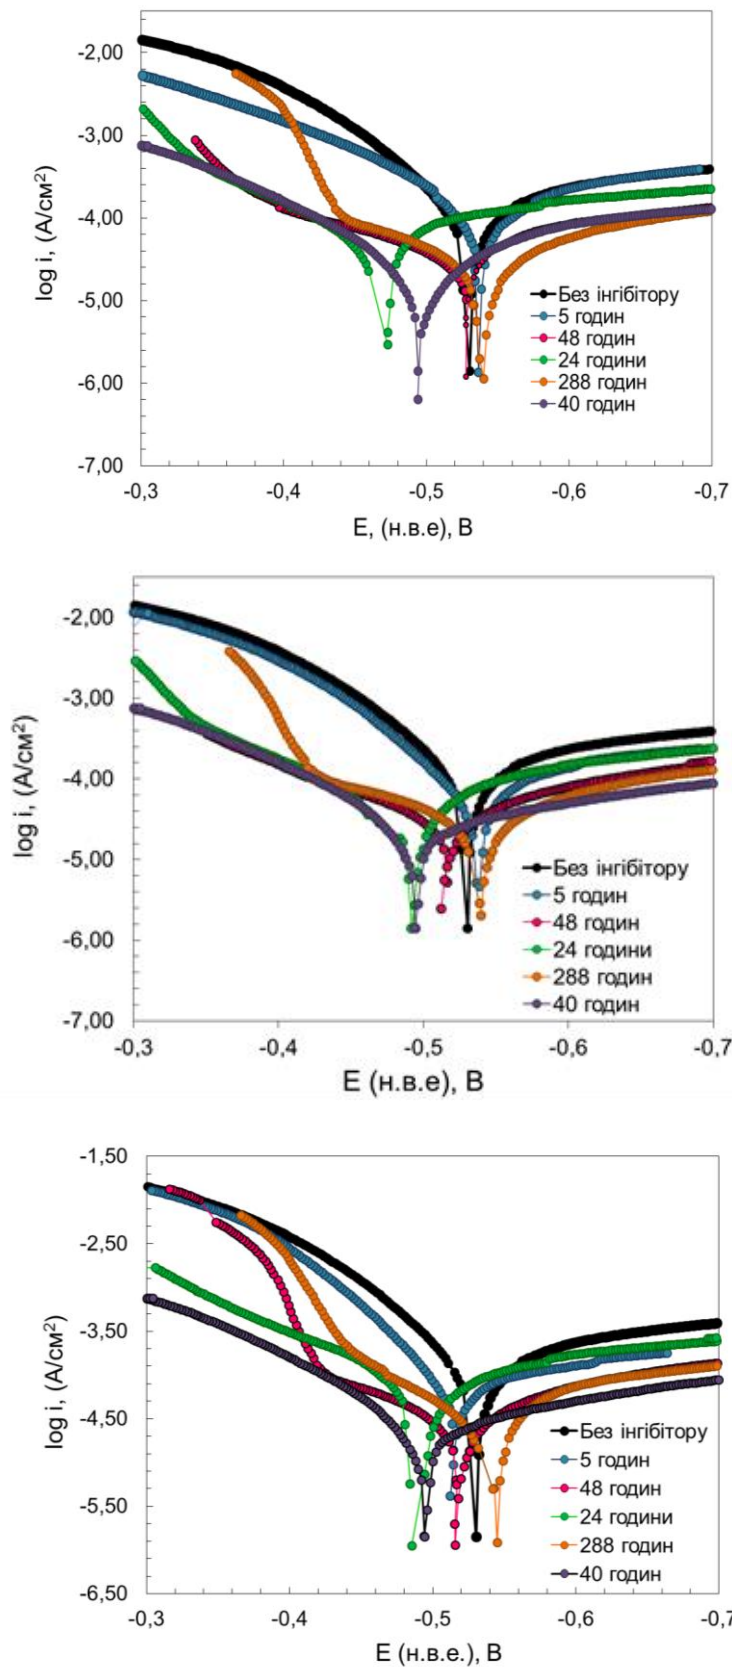 -2,00
-3,00
-4,00
-5,00
-6,00
-7,00
log i, (А/см²)
-0,3 -0,4 -0,5 -0,6 -0,7
Е, (н.в.е), В
Без інгібітору
5 годин
48 годин
24 години
288 годин
40 годин
-2,00
-3,00
-4,00
-5,00
-6,00
-7,00
log i, (А/см²)
-0,3 -0,4 -0,5 -0,6 -0,7
Е (н.в.е), В
Без інгібітору
5 годин
48 годин
24 години
288 годин
40 годин
-1,50
-2,50
-3,50
-4,50
-5,50
-6,50
log i, (А/см²)
-0,3 -0,4 -0,5 -0,6 -0,7
Е (н.в.е.), В
Без інгібітору
5 годин
48 годин
24 години
288 годин
40 годин